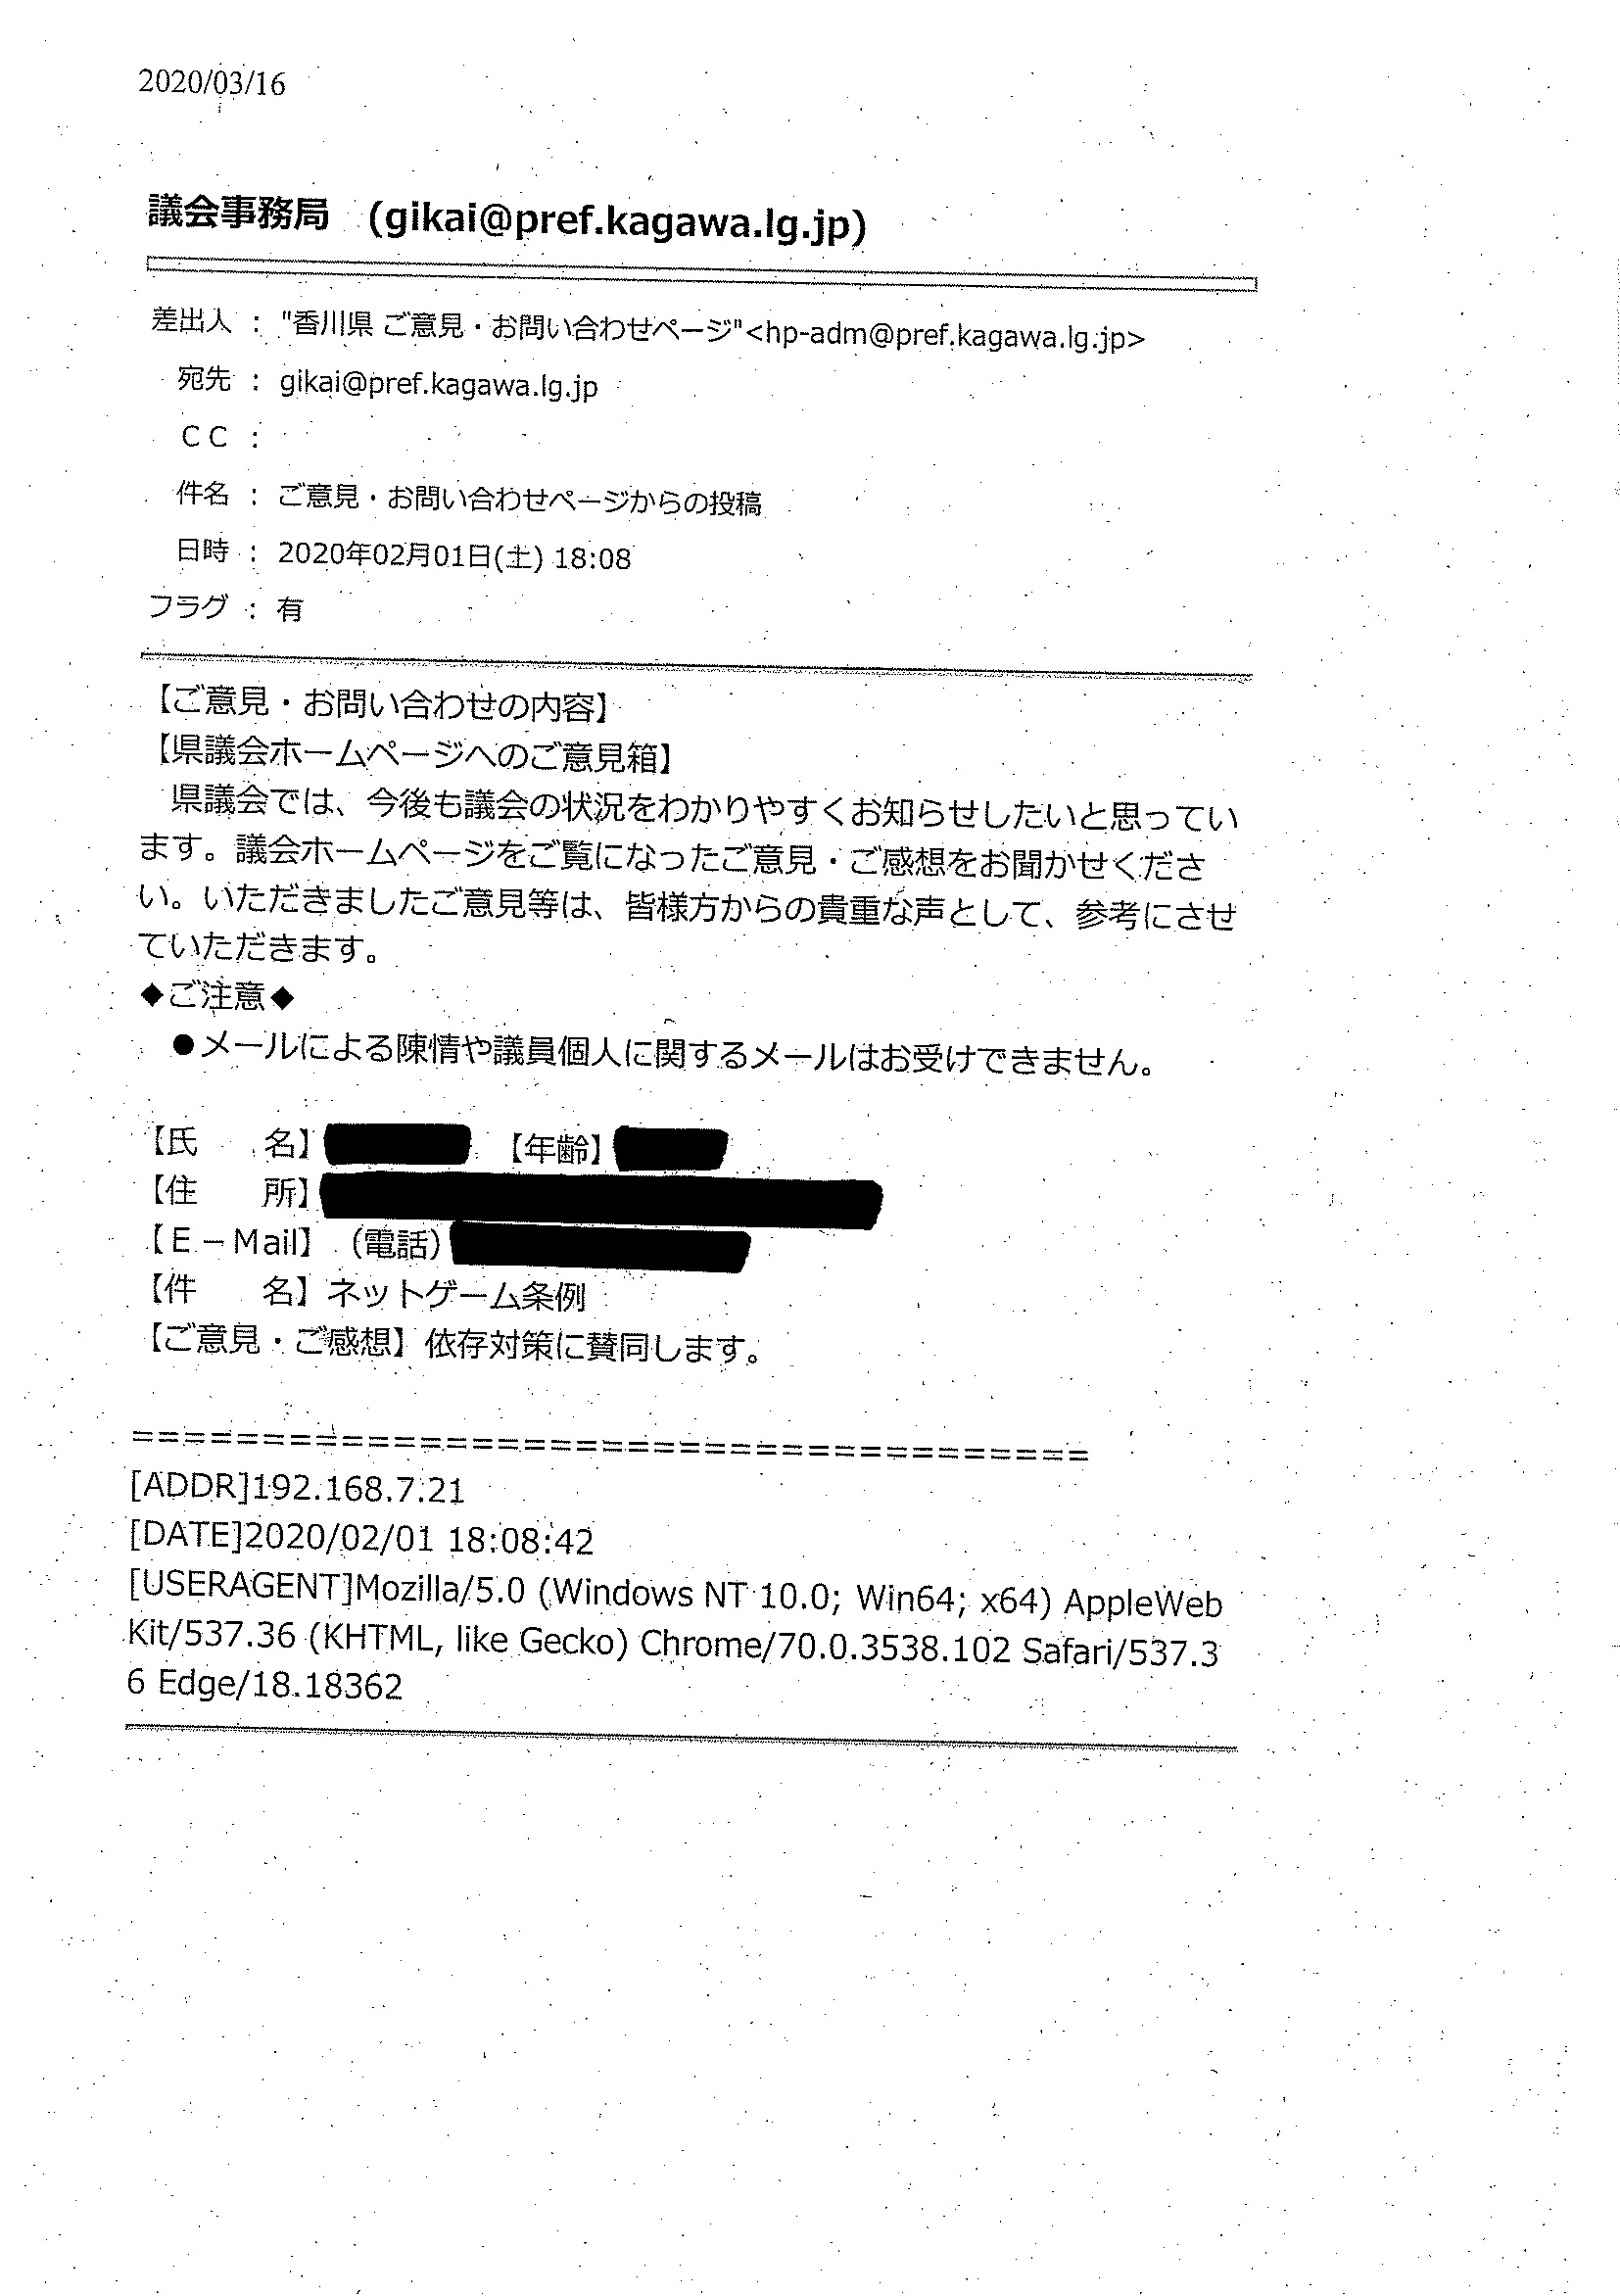 2020/03/16
議会事務局　(gikai@pref.kagawa.lg.jp)
差出人 : "香川県 ご意見・お問い合わせページ"<hp-adm@pref.kagawa.lg.jp>
宛先 : gikai@pref.kagawa.lg.jp
ＣＣ :
件名 : ご意見・お問い合わせページからの投稿
日時 : 2020年02月01日(土) 18:08
フラグ : 有
【ご意見・お問い合わせの内容】
【県議会ホームページへのご意見箱】
　県議会では、今後も議会の状況をわかりやすくお知らせしたいと思ってい
ます。議会ホームページをご覧になったご意見・ご感想をお聞かせくださ
い。いただきましたご意見等は、皆様方からの貴重な声として、参考にさせ
ていただきます。
◆ご注意◆
　●メールによる陳情や議員個人に関するメールはお受けできません。
【氏　　名】　【年齢】
【住　　所】
【Ｅ－Mail】（電話）
【件　　名】ネットゲーム条例
【ご意見・ご感想】依存対策に賛同します。
=====================================
[ADDR]192.168.7.21
[DATE]2020/02/01 18:08:42
[USERAGENT]Mozilla/5.0 (Windows NT 10.0; Win64; x64) AppleWeb
Kit/537.36 (KHTML, like Gecko) Chrome/70.0.3538.102 Safari/537.3
6 Edge/18.18362